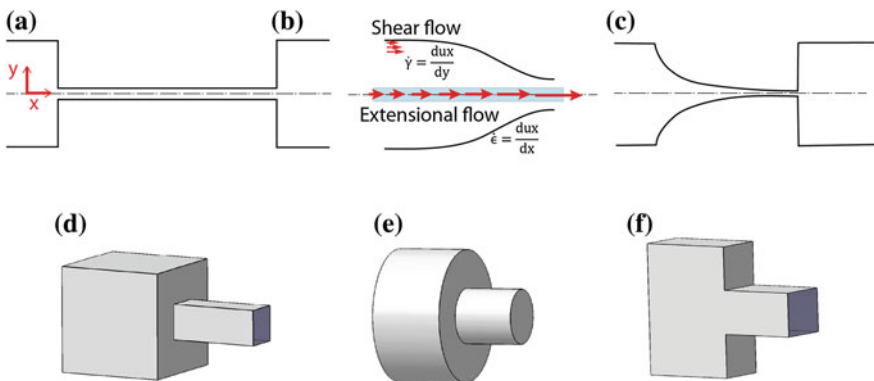 (a)
(b)
(c)
y
x
Shear flow
γ̇ = dux/dy
Extensional flow
ϵ̇ = dux/dx
(d)
(e)
(f)